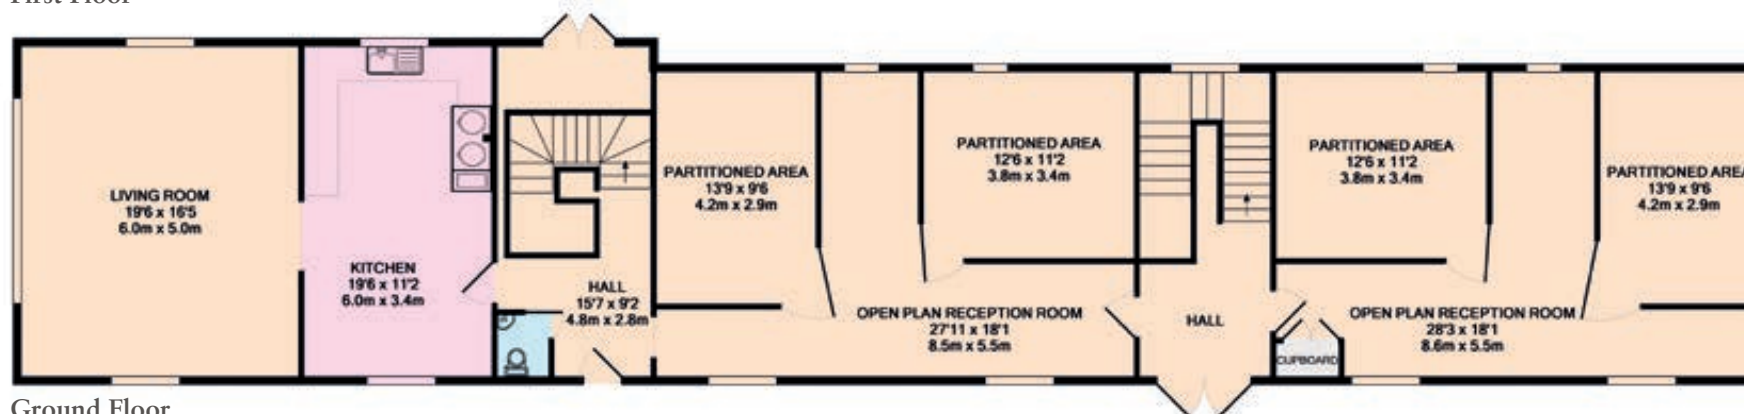 First Floor
LIVING ROOM
19'6 x 16'5
6.0m x 5.0m
KITCHEN
19'6 x 11'2
6.0m x 3.4m
HALL
15'7 x 9'2
4.8m x 2.8m
PARTITIONED AREA
13'9 x 9'6
4.2m x 2.9m
PARTITIONED AREA
12'6 x 11'2
3.8m x 3.4m
OPEN PLAN RECEPTION ROOM
27'11 x 18'1
8.5m x 5.5m
HALL
PARTITIONED AREA
12'6 x 11'2
3.8m x 3.4m
OPEN PLAN RECEPTION ROOM
28'3 x 18'1
8.6m x 5.5m
CUPBOARD
PARTITIONED AREA
13'9 x 9'6
4.2m x 2.9m
Ground Floor